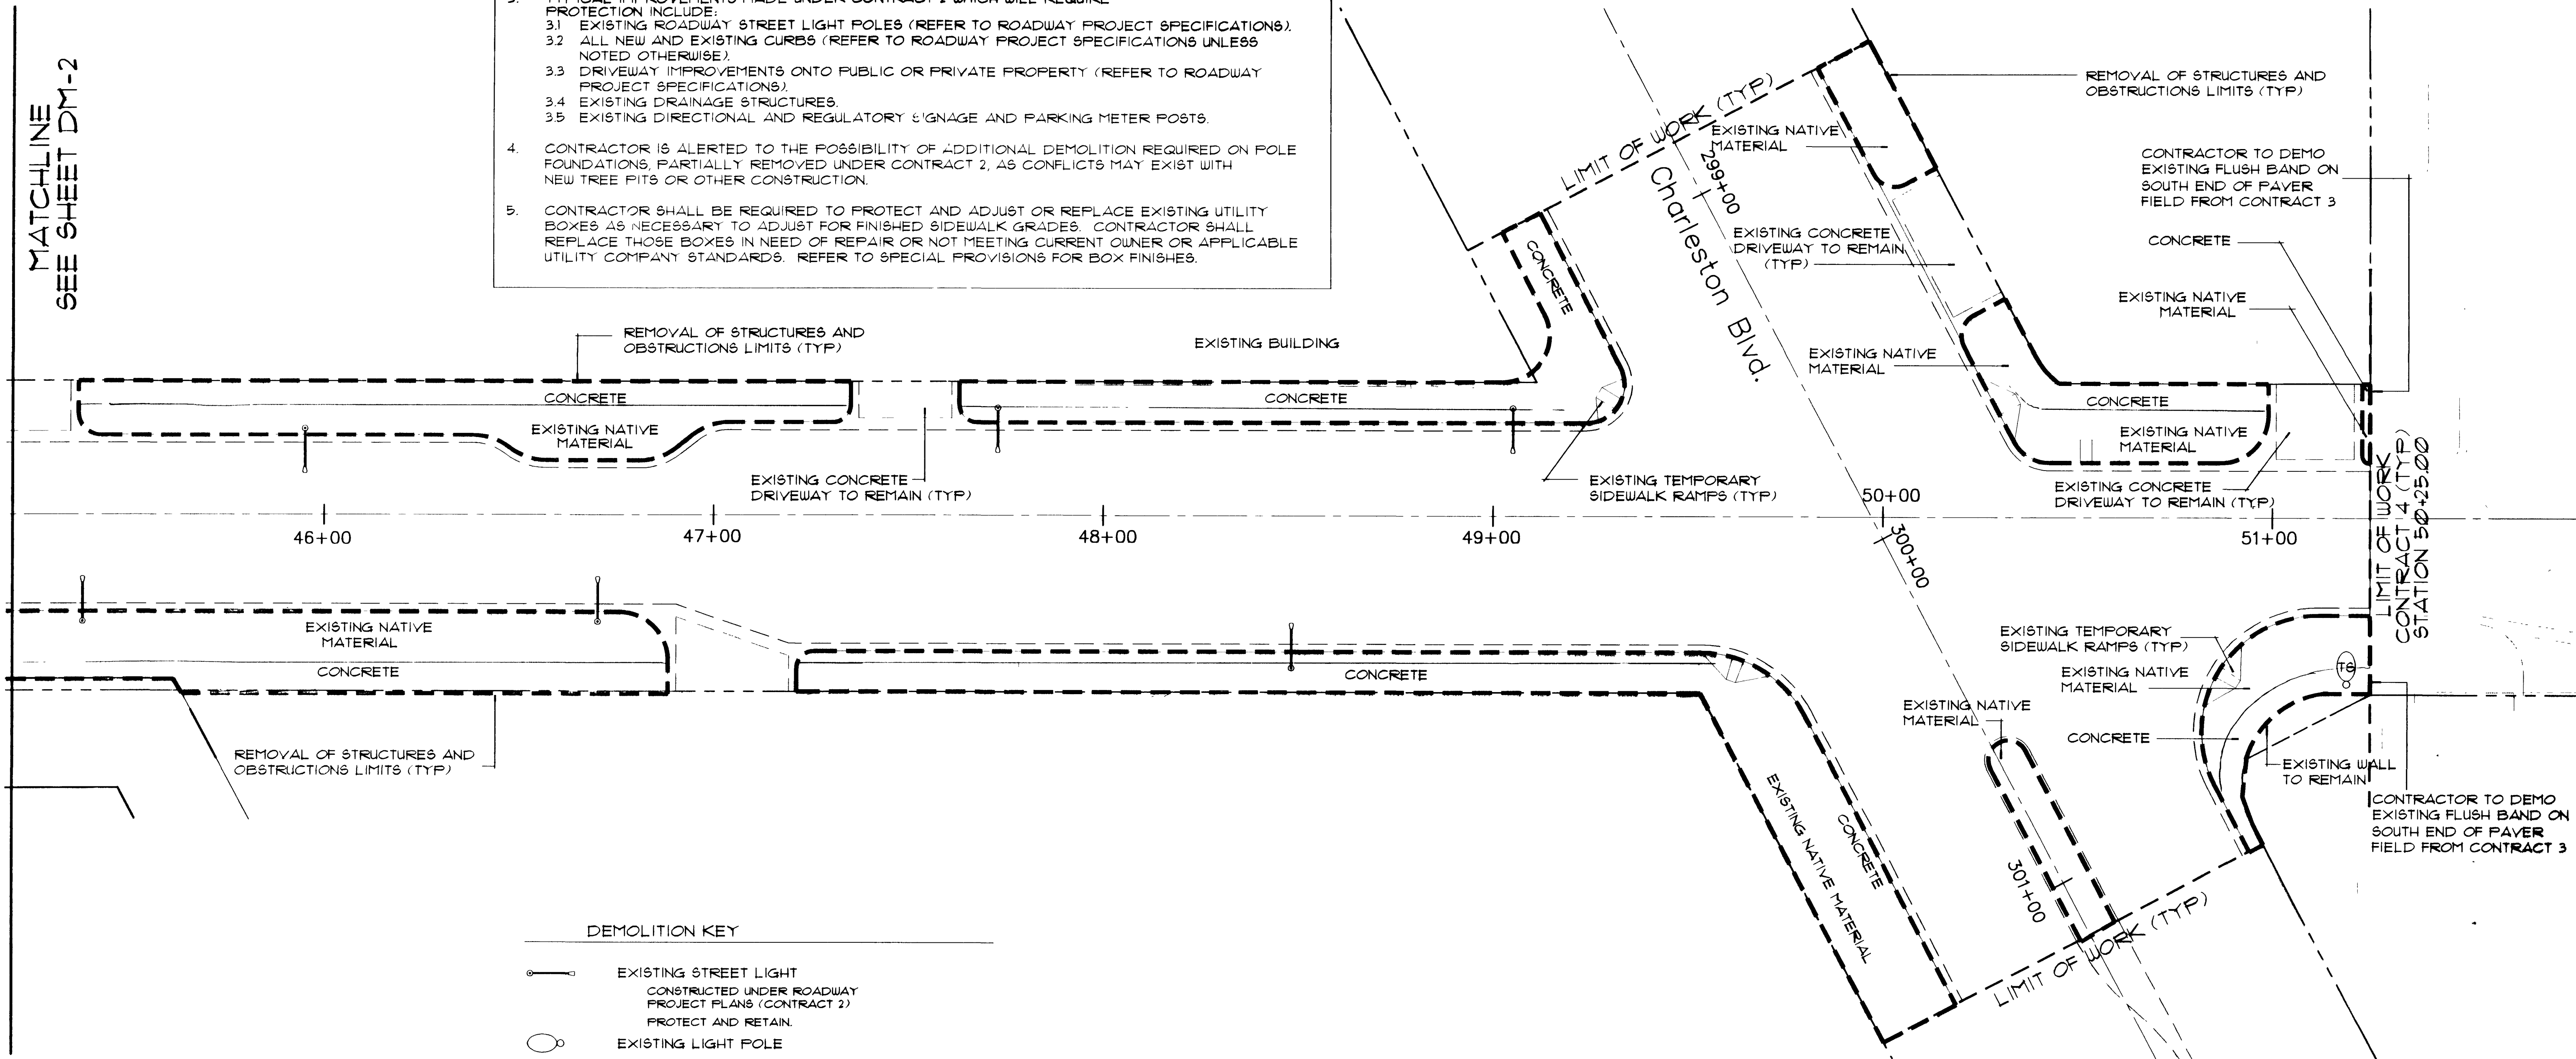 3. TYPICAL IMPROVEMENTS MADE UNDER CONTRACT 2 WHICH WILL REQUIRE
PROTECTION INCLUDE:
3.1 EXISTING ROADWAY STREET LIGHT POLES (REFER TO ROADWAY PROJECT SPECIFICATIONS).
3.2 ALL NEW AND EXISTING CURBS (REFER TO ROADWAY PROJECT SPECIFICATIONS UNLESS
NOTED OTHERWISE).
3.3 DRIVEWAY IMPROVEMENTS ONTO PUBLIC OR PRIVATE PROPERTY (REFER TO ROADWAY
PROJECT SPECIFICATIONS).
3.4 EXISTING DRAINAGE STRUCTURES.
3.5 EXISTING DIRECTIONAL AND REGULATORY SIGNAGE AND PARKING METER POSTS.
4. CONTRACTOR IS ALERTED TO THE POSSIBILITY OF ADDITIONAL DEMOLITION REQUIRED ON POLE
FOUNDATIONS, PARTIALLY REMOVED UNDER CONTRACT 2, AS CONFLICTS MAY EXIST WITH
NEW TREE PITS OR OTHER CONSTRUCTION.
5. CONTRACTOR SHALL BE REQUIRED TO PROTECT AND ADJUST OR REPLACE EXISTING UTILITY
BOXES AS NECESSARY TO ADJUST FOR FINISHED SIDEWALK GRADES. CONTRACTOR SHALL
REPLACE THOSE BOXES IN NEED OF REPAIR OR NOT MEETING CURRENT OWNER OR APPLICABLE
UTILITY COMPANY STANDARDS. REFER TO SPECIAL PROVISIONS FOR BOX FINISHES.
MATCHLINE
SEE SHEET DM-2
REMOVAL OF STRUCTURES AND
OBSTRUCTIONS LIMITS (TYP)
EXISTING BUILDING
CONCRETE
EXISTING NATIVE
MATERIAL
EXISTING CONCRETE
DRIVEWAY TO REMAIN (TYP)
CONCRETE
CONCRETE
EXISTING TEMPORARY
SIDEWALK RAMPS (TYP)
LIMIT OF WORK (TYP)
299+00
Charleston Blvd.
EXISTING NATIVE
MATERIAL
REMOVAL OF STRUCTURES AND
OBSTRUCTIONS LIMITS (TYP)
EXISTING CONCRETE
DRIVEWAY TO REMAIN
(TYP)
CONTRACTOR TO DEMO
EXISTING FLUSH BAND ON
SOUTH END OF PAVER
FIELD FROM CONTRACT 3
CONCRETE
EXISTING NATIVE
MATERIAL
EXISTING NATIVE
MATERIAL
CONCRETE
EXISTING NATIVE
MATERIAL
EXISTING CONCRETE
DRIVEWAY TO REMAIN (TYP)
LIMIT OF WORK
CONTRACT 4 (TYP)
STATION 50+25.00
46+00
47+00
48+00
49+00
50+00
51+00
300+00
EXISTING NATIVE
MATERIAL
CONCRETE
REMOVAL OF STRUCTURES AND
OBSTRUCTIONS LIMITS (TYP)
CONCRETE
EXISTING NATIVE MATERIAL
CONCRETE
EXISTING NATIVE
MATERIAL
301+00
LIMIT OF WORK (TYP)
EXISTING TEMPORARY
SIDEWALK RAMPS (TYP)
EXISTING NATIVE
MATERIAL
TS
CONCRETE
EXISTING WALL
TO REMAIN
CONTRACTOR TO DEMO
EXISTING FLUSH BAND ON
SOUTH END OF PAVER
FIELD FROM CONTRACT 3
DEMOLITION KEY
EXISTING STREET LIGHT
CONSTRUCTED UNDER ROADWAY
PROJECT PLANS (CONTRACT 2)
PROTECT AND RETAIN.
EXISTING LIGHT POLE